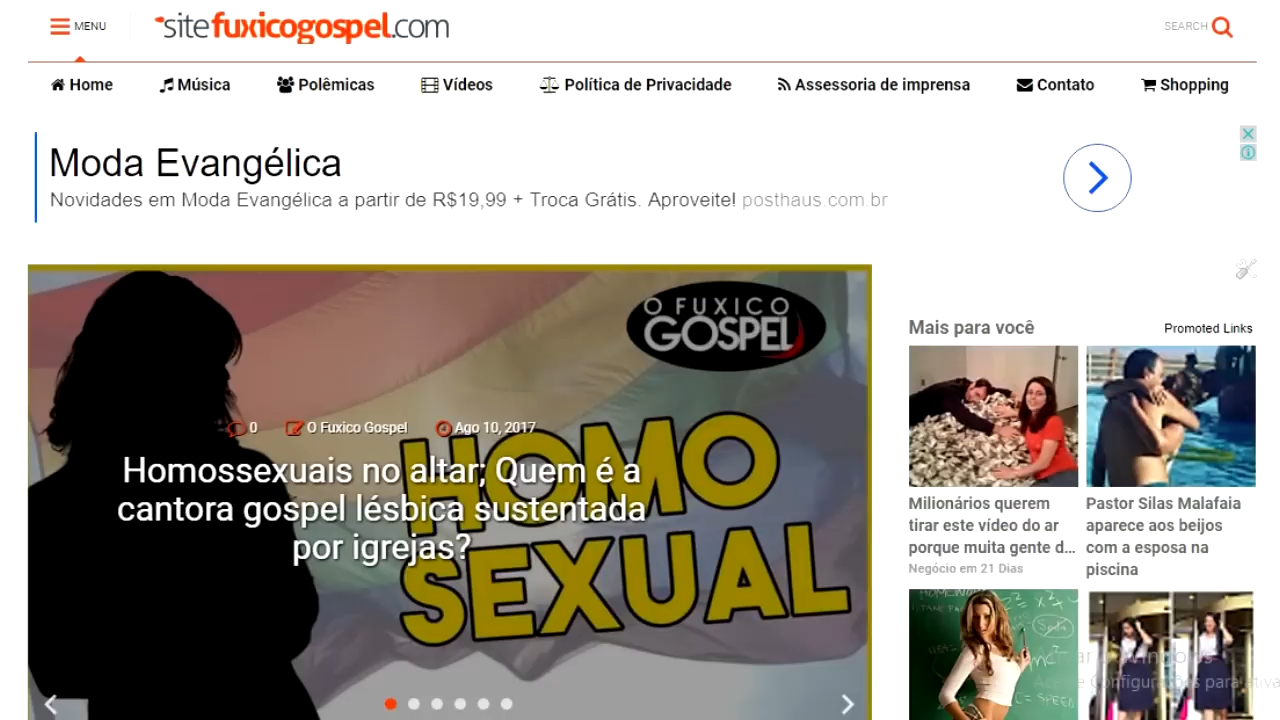 MENU
sitefuxicogospel.com
SEARCH
Home Música Polêmicas Vídeos Política de Privacidade Assessoria de imprensa Contato Shopping
Moda Evangélica
Novidades em Moda Evangélica a partir de R$19,99 + Troca Grátis. Aproveite! posthaus.com.br
O FUXICO
GOSPEL
HOMO
SEXUAL
0 O Fuxico Gospel Ago 10, 2017
Homossexuais no altar; Quem é a
cantora gospel lésbica sustentada
por igrejas?
Mais para você
Promoted Links
Milionários querem
tirar este vídeo do ar
porque muita gente d...
Negócio em 21 Dias
Pastor Silas Malafaia
aparece aos beijos
com a esposa na
piscina
Configurações para